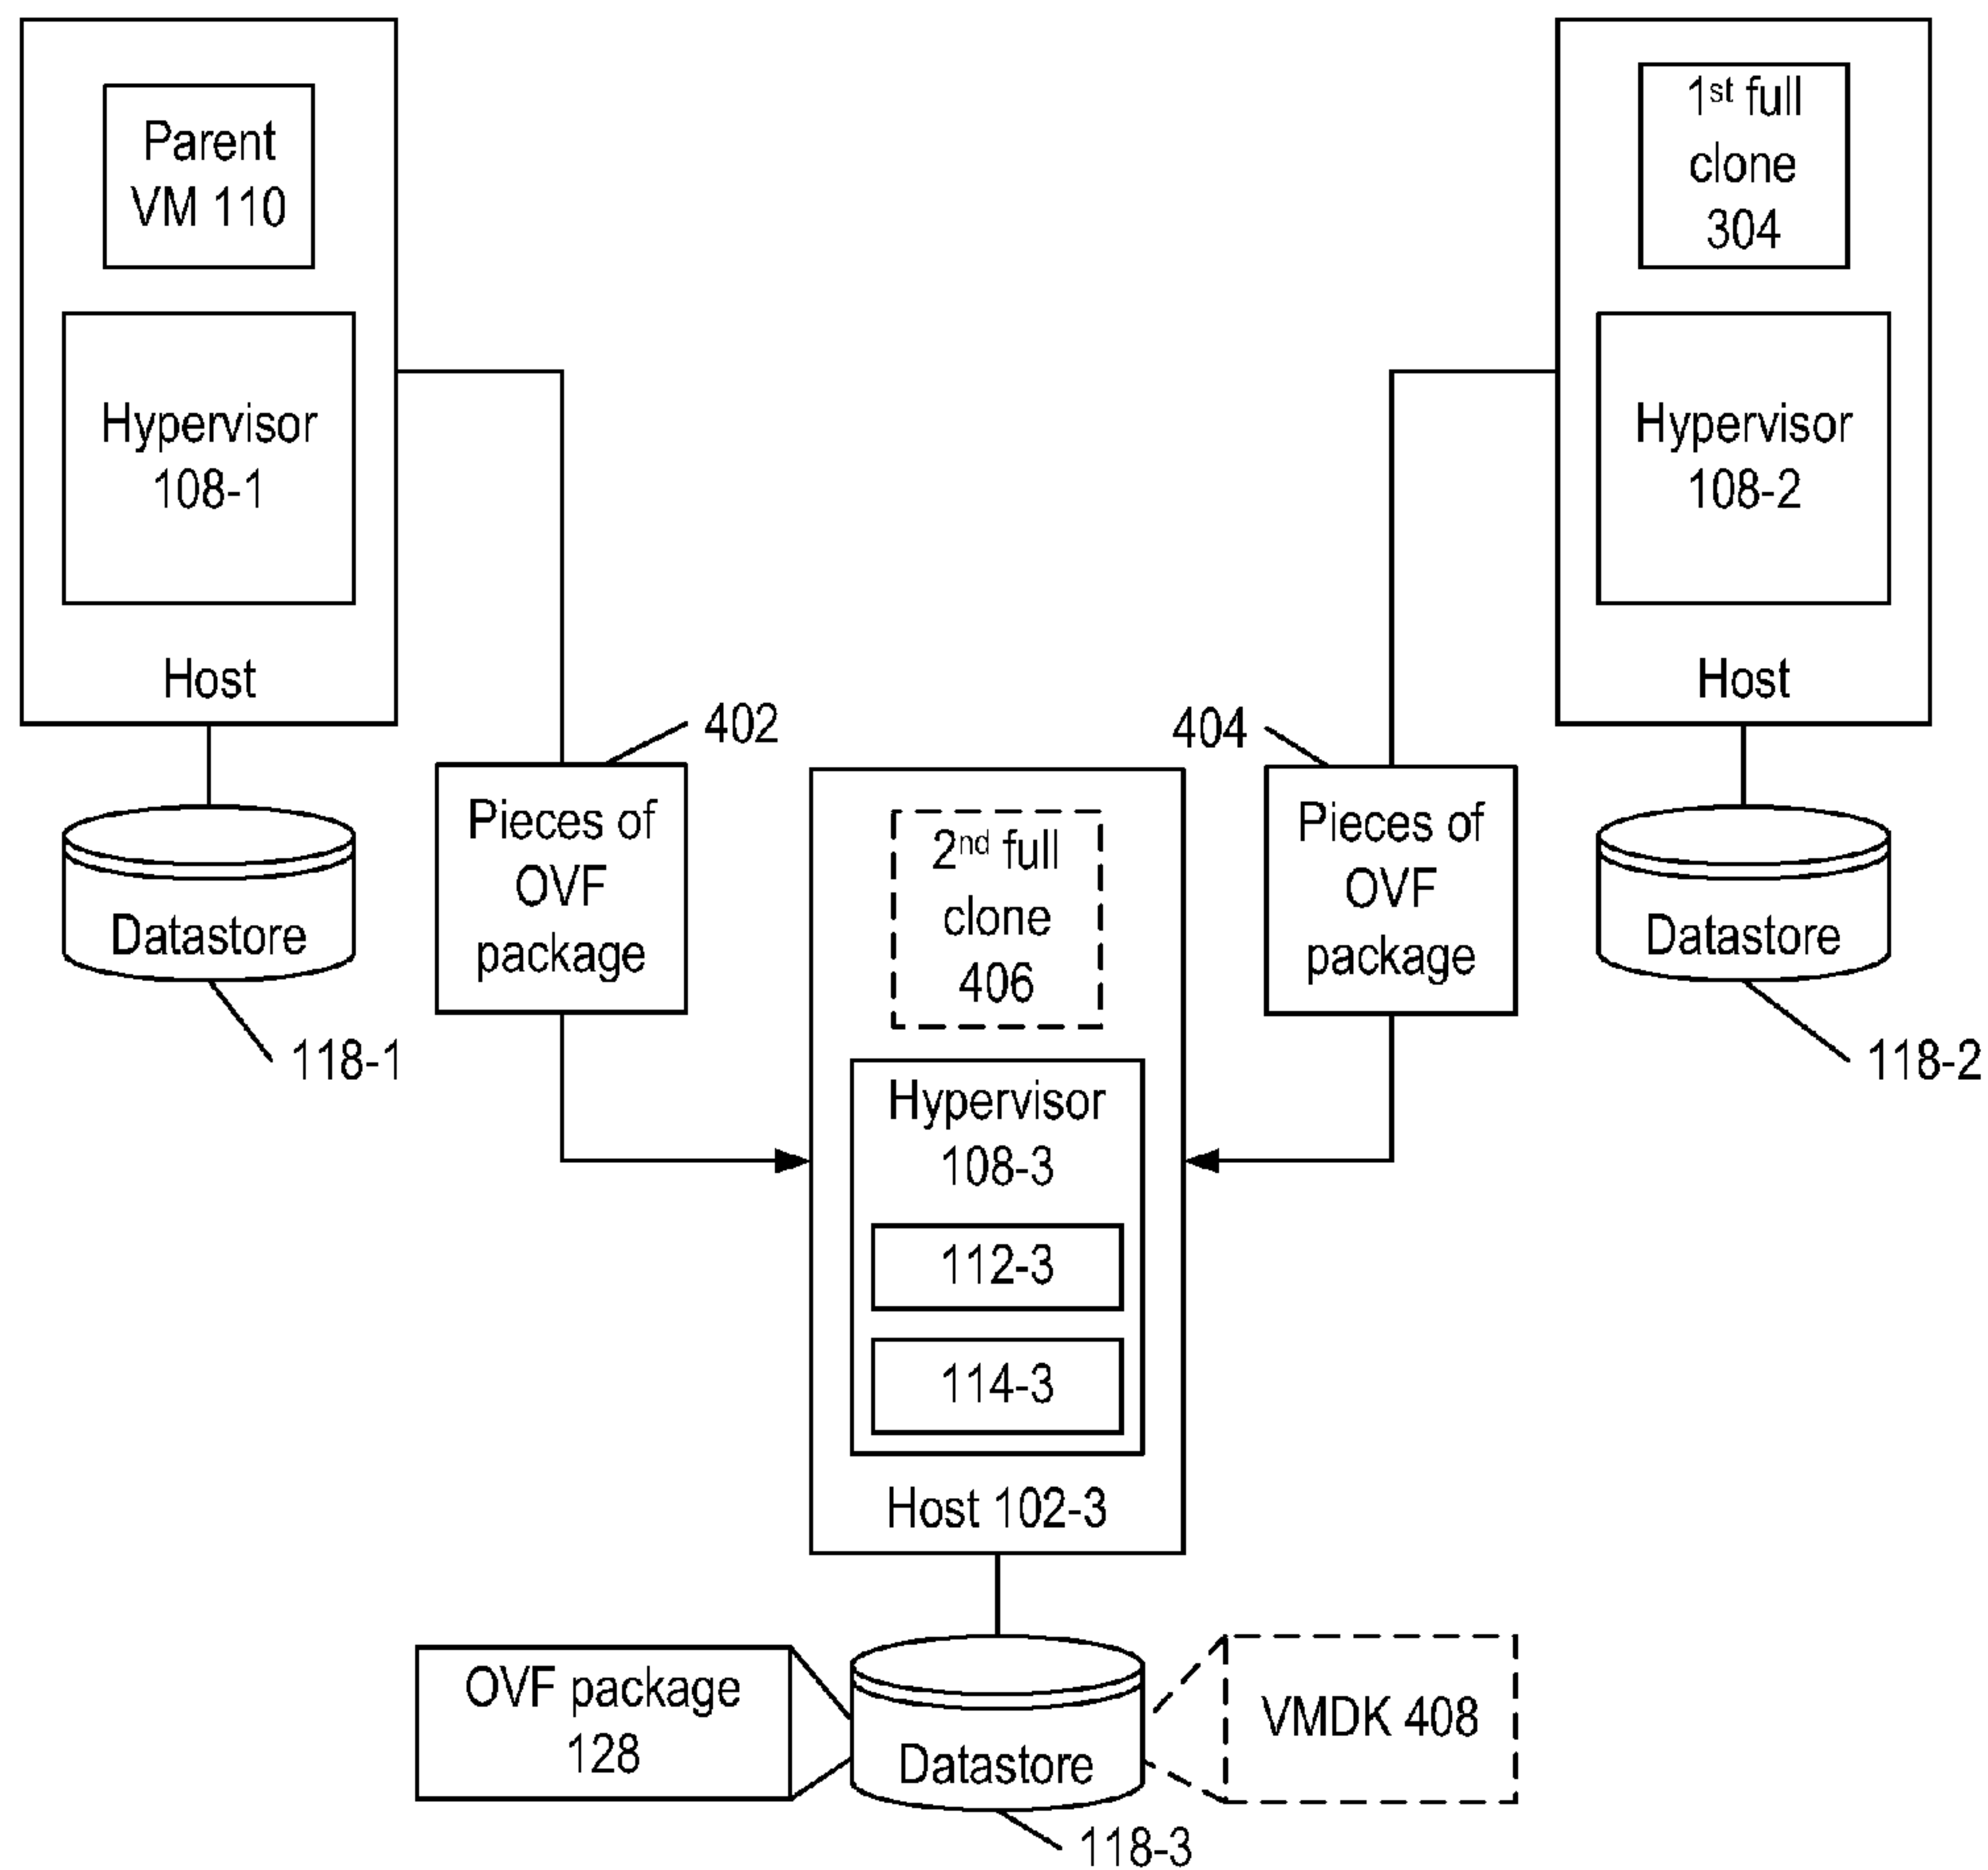 Parent
VM 110
Hypervisor
108-1
Host
Datastore
118-1
1st full
clone
304
Hypervisor
108-2
Host
Datastore
118-2
402
Pieces of
OVF
package
404
Pieces of
OVF
package
2nd full
clone
406
Hypervisor
108-3
112-3
114-3
Host 102-3
OVF package
128
Datastore
118-3
VMDK 408